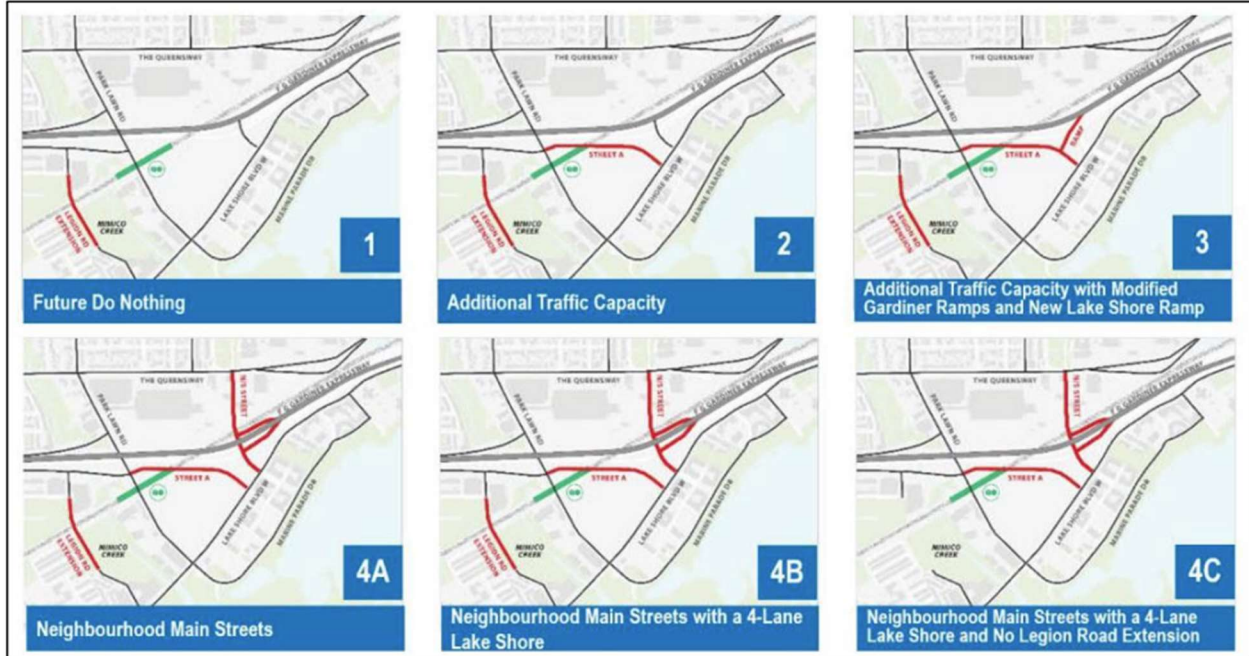 THE QUEENSWAY
PARK LAWN RD
F G GARDINER EXPRESSWAY
GO
LAKE SHORE BLVD W
MARINE PARADE DR
LEGION RD
EXTENSION
MIMICO
CREEK
1
Future Do Nothing
THE QUEENSWAY
PARK LAWN RD
F G GARDINER EXPRESSWAY
STREET A
GO
LAKE SHORE BLVD W
MARINE PARADE DR
LEGION RD
EXTENSION
MIMICO
CREEK
2
Additional Traffic Capacity
THE QUEENSWAY
PARK LAWN RD
F G GARDINER EXPRESSWAY
RAMP
STREET A
GO
LAKE SHORE BLVD W
MARINE PARADE DR
LEGION RD
EXTENSION
MIMICO
CREEK
3
Additional Traffic Capacity with Modified
Gardiner Ramps and New Lake Shore Ramp
THE QUEENSWAY
N/S STREET
PARK LAWN RD
F G GARDINER EXPRESSWAY
STREET A
GO
LAKE SHORE BLVD W
MARINE PARADE DR
LEGION RD
EXTENSION
MIMICO
CREEK
4A
Neighbourhood Main Streets
THE QUEENSWAY
N/S STREET
PARK LAWN RD
F G GARDINER EXPRESSWAY
STREET A
GO
LAKE SHORE BLVD W
MARINE PARADE DR
LEGION RD
EXTENSION
MIMICO
CREEK
4B
Neighbourhood Main Streets with a 4-Lane
Lake Shore
THE QUEENSWAY
N/S STREET
PARK LAWN RD
F G GARDINER EXPRESSWAY
STREET A
GO
LAKE SHORE BLVD W
MARINE PARADE DR
MIMICO
CREEK
4C
Neighbourhood Main Streets with a 4-Lane
Lake Shore and No Legion Road Extension